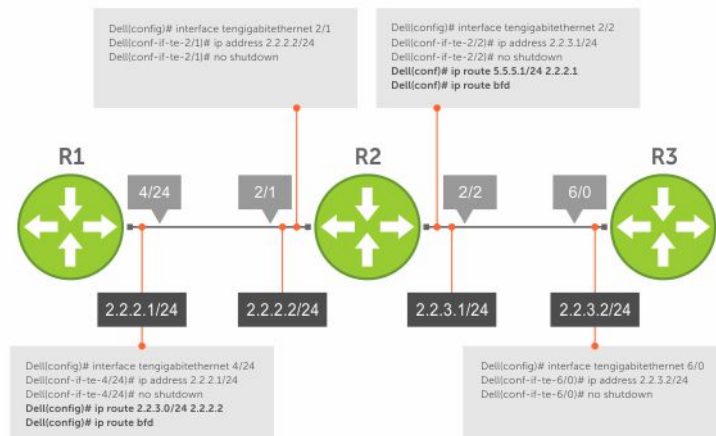 Dell(config)# interface tengigabitethernet 2/1
Dell(conf-if-te-2/1)# ip address 2.2.2.2/24
Dell(conf-if-te-2/1)# no shutdown
Dell(config)# interface tengigabitethernet 2/2
Dell(conf-if-te-2/2)# ip address 2.2.3.1/24
Dell(conf-if-te-2/2)# no shutdown
Dell(conf)# ip route 5.5.5.1/24 2.2.2.1
Dell(conf)# ip route bfd
R1
R2
R3
4/24
2/1
2/2
6/0
2.2.2.1/24
2.2.2.2/24
2.2.3.1/24
2.2.3.2/24
Dell(config)# interface tengigabitethernet 4/24
Dell(conf-if-te-4/24)# ip address 2.2.2.1/24
Dell(conf-if-te-4/24)# no shutdown
Dell(config)# ip route 2.2.3.0/24 2.2.2.2
Dell(config)# ip route bfd
Dell(config)# interface tengigabitethernet 6/0
Dell(conf-if-te-6/0)# ip address 2.2.3.2/24
Dell(conf-if-te-6/0)# no shutdown